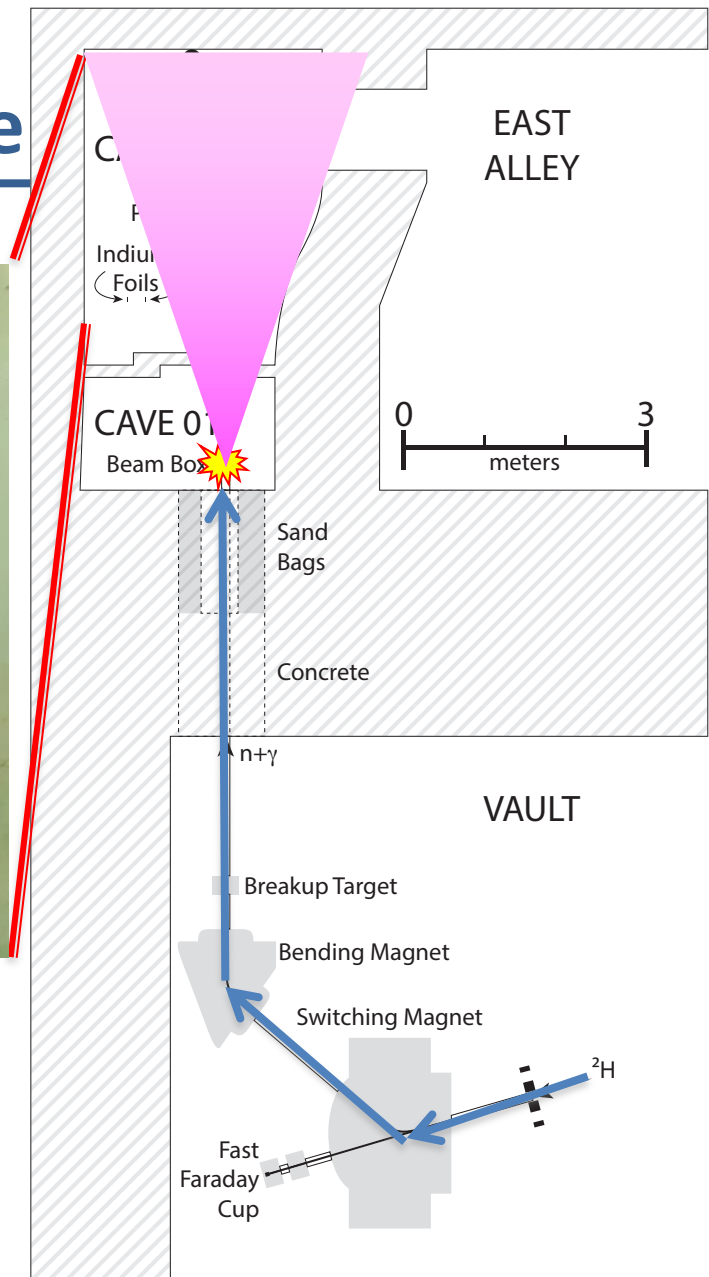 e
EAST
ALLEY
Foils
0
3
CAVE 01
meters
Beam Box
Sand
Bags
Concrete
n+γ
VAULT
Breakup Target
Bending Magnet
Switching Magnet
²H
Fast
Faraday
Cup